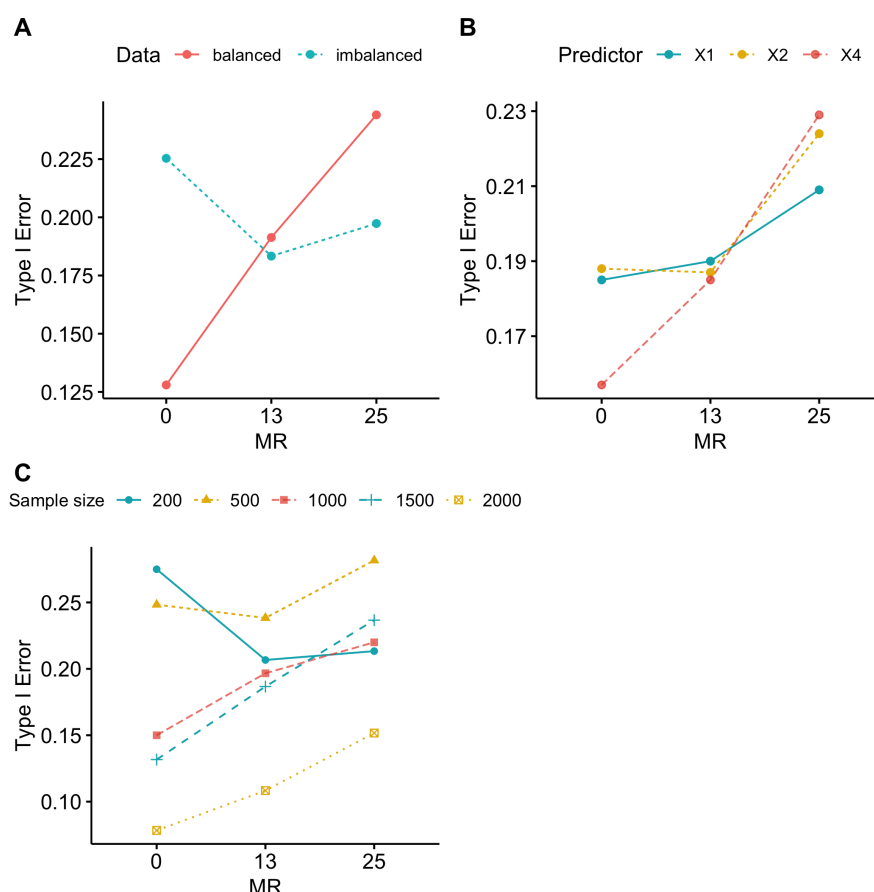 A
Data balanced imbalanced
Type I Error
0.225
0.200
0.175
0.150
0.125
0 13 25
MR
B
Predictor X1 X2 X4
Type I Error
0.23
0.21
0.19
0.17
0 13 25
MR
C
Sample size 200 500 1000 1500 2000
Type I Error
0.25
0.20
0.15
0.10
0 13 25
MR